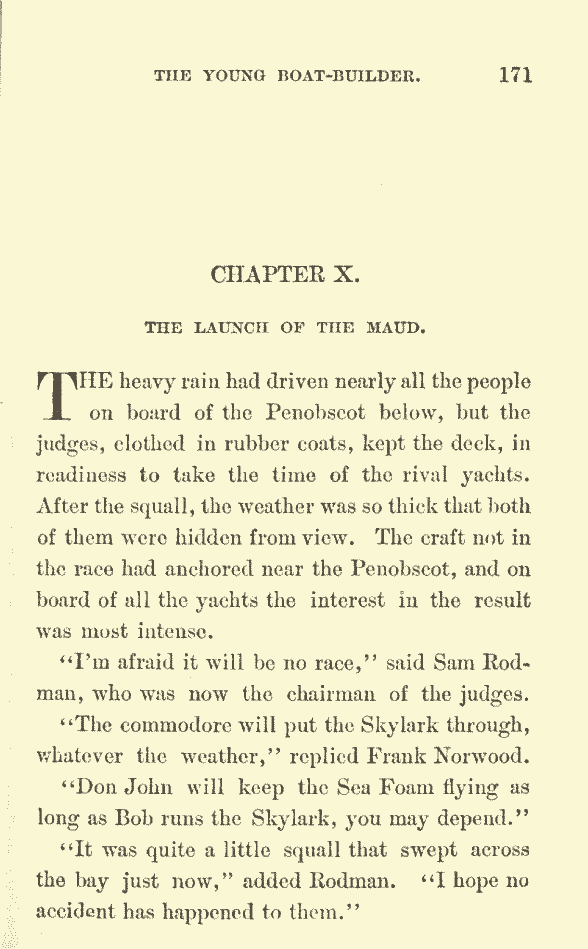 THE YOUNG BOAT-BUILDER. 171
CHAPTER X.
THE LAUNCH OF THE MAUD.
THE heavy rain had driven nearly all the people
on board of the Penobscot below, but the
judges, clothed in rubber coats, kept the deck, in
readiness to take the time of the rival yachts.
After the squall, the weather was so thick that both
of them were hidden from view. The craft not in
the race had anchored near the Penobscot, and on
board of all the yachts the interest in the result
was most intense.
"I'm afraid it will be no race," said Sam Rod-
man, who was now the chairman of the judges.
"The commodore will put the Skylark through,
whatever the weather," replied Frank Norwood.
"Don John will keep the Sea Foam flying as
long as Bob runs the Skylark, you may depend."
"It was quite a little squall that swept across
the bay just now," added Rodman. "I hope no
accident has happened to them."